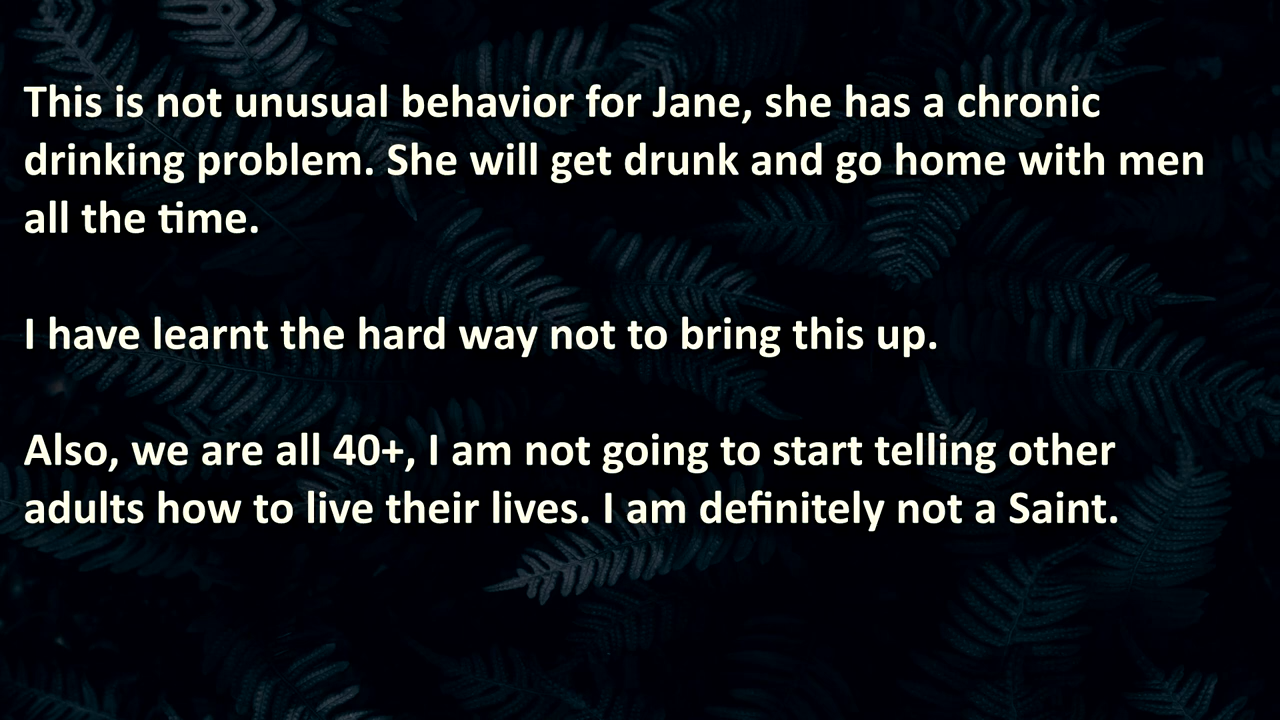 This is not unusual behavior for Jane, she has a chronic
drinking problem. She will get drunk and go home with men
all the time.
I have learnt the hard way not to bring this up.
Also, we are all 40+, I am not going to start telling other
adults how to live their lives. I am definitely not a Saint.